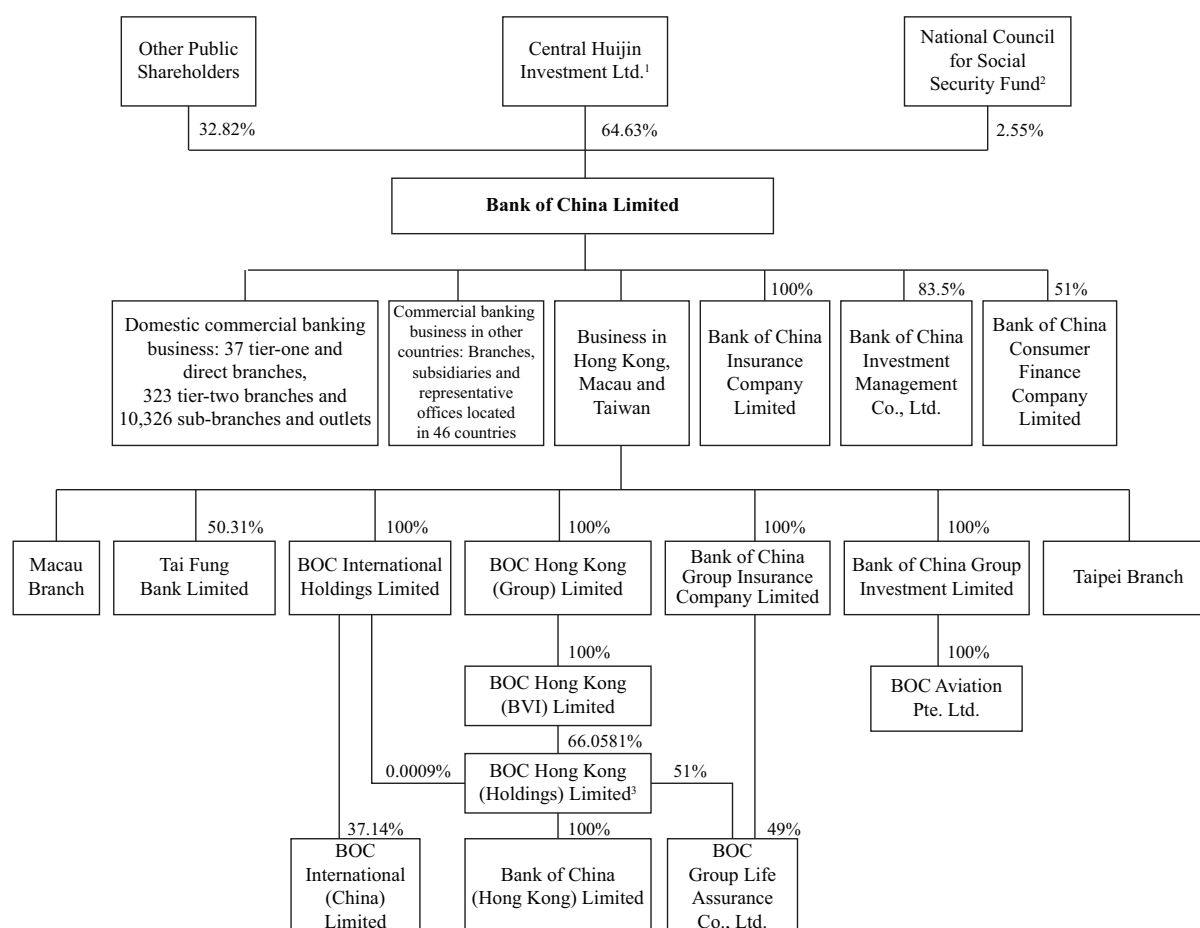 Other Public
Shareholders
Central Huijin
Investment Ltd.¹
National Council
for Social
Security Fund²
32.82%
64.63%
2.55%
Bank of China Limited
100%
83.5%
51%
Domestic commercial banking
business: 37 tier-one and
direct branches,
323 tier-two branches and
10,326 sub-branches and outlets
Commercial banking
business in other
countries: Branches,
subsidiaries and
representative
offices located
in 46 countries
Business in
Hong Kong,
Macau and
Taiwan
Bank of China
Insurance
Company
Limited
Bank of China
Investment
Management
Co., Ltd.
Bank of China
Consumer
Finance
Company
Limited
50.31%
100%
100%
100%
100%
Macau
Branch
Tai Fung
Bank Limited
BOC International
Holdings Limited
BOC Hong Kong
(Group) Limited
Bank of China
Group Insurance
Company Limited
Bank of China Group
Investment Limited
Taipei Branch
100%
100%
BOC Hong Kong
(BVI) Limited
BOC Aviation
Pte. Ltd.
66.0581%
0.0009%
BOC Hong Kong
(Holdings) Limited³
51%
37.14%
100%
49%
BOC
International
(China)
Limited
Bank of China
(Hong Kong) Limited
BOC
Group Life
Assurance
Co., Ltd.